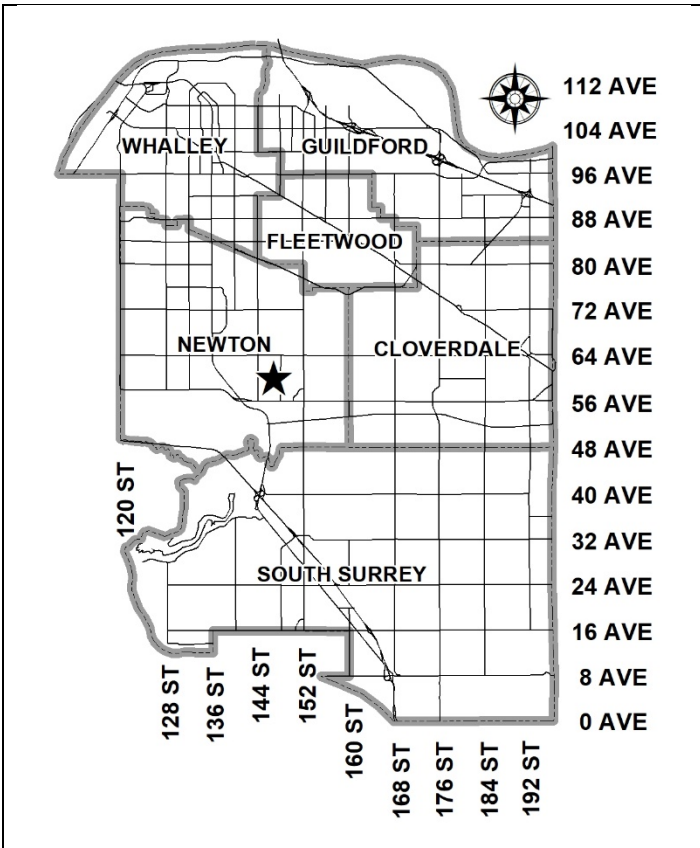 112 AVE
104 AVE
WHALLEY
GUILDFORD
96 AVE
88 AVE
FLEETWOOD
80 AVE
72 AVE
NEWTON
CLOVERDALE
64 AVE
56 AVE
48 AVE
120 ST
40 AVE
32 AVE
SOUTH SURREY
24 AVE
16 AVE
8 AVE
0 AVE
128 ST
136 ST
144 ST
152 ST
160 ST
168 ST
176 ST
184 ST
192 ST